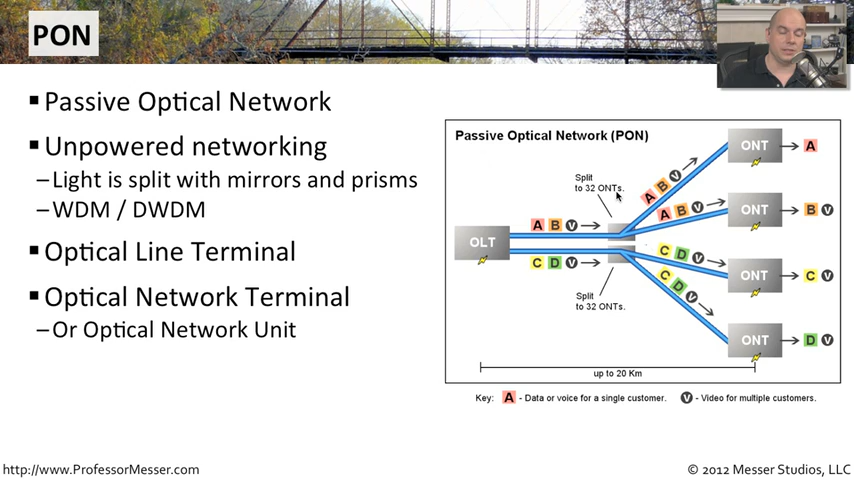 PON
▪ Passive Optical Network
▪ Unpowered networking
–Light is split with mirrors and prisms
–WDM / DWDM
▪ Optical Line Terminal
▪ Optical Network Terminal
–Or Optical Network Unit
Passive Optical Network (PON)
Split
to 32 ONTs.
A B V
A B V
A B V
OLT
C D V
C D V
C D V
Split
to 32 ONTs.
ONT A
ONT B V
ONT C V
ONT D V
up to 20 Km
Key: A - Data or voice for a single customer. V - Video for multiple customers.
http://www.ProfessorMesser.com
© 2012 Messer Studios, LLC